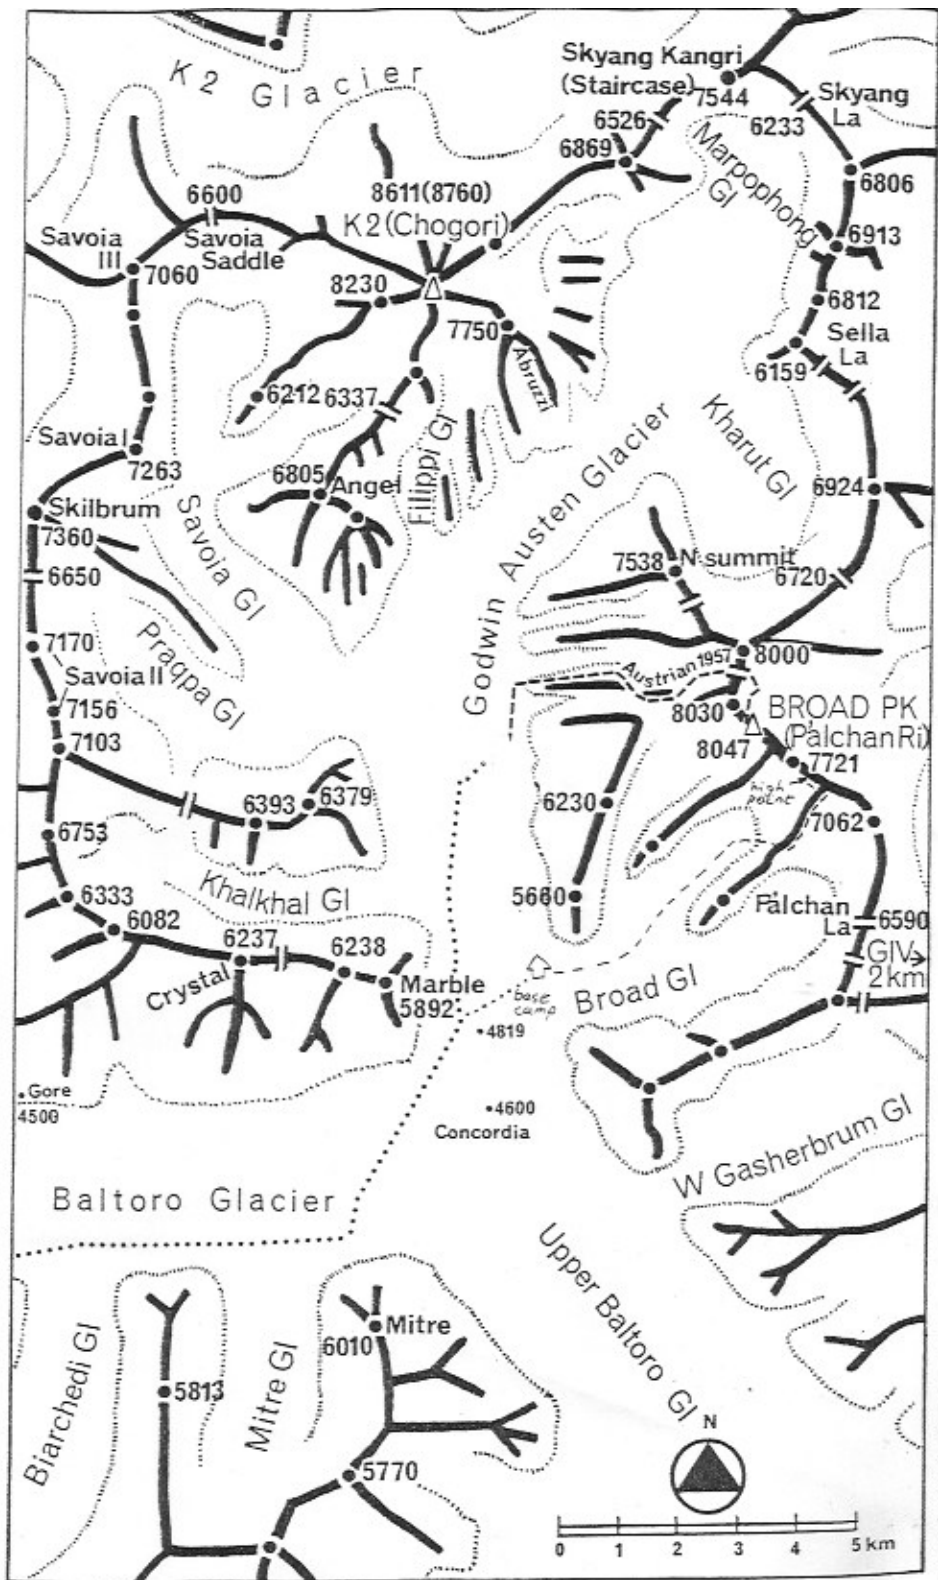 K2 Glacier
Skyang Kangri
(Staircase)
7544
Skyang
La
6233
6526
6869
Marpophong
Gl
6806
6600
8611(8760)
K2 (Chogori)
Savoia
III
7060
Savoia
Saddle
6913
6812
8230
7750
Sella
La
6159
Abruzzi
6212
6337
Kharut Gl
Savoia I
7263
Filippi Gl
Godwin Austen Glacier
6805
Angel
6924
Skilbrum
7360
Savoia Gl
7538
N summit
6720
6650
7170
Praqpa Gl
8000
Austrian 1957
Savoia II
7156
8030
BROAD PK
(Palchan Ri)
8047
7103
7721
high
point
6393
6379
6230
7062
6753
Khalkhal Gl
5660
6333
6082
Palchan
La
6590
6237
6238
GIV→
2km
Crystal
Marble
5892
base
camp
Broad Gl
4819
Gore
4500
4600
Concordia
W Gasherbrum Gl
Baltoro Glacier
Upper Baltoro Gl
Mitre
6010
Biarchedi Gl
5813
Mitre Gl
N
5770
0 1 2 3 4 5 km